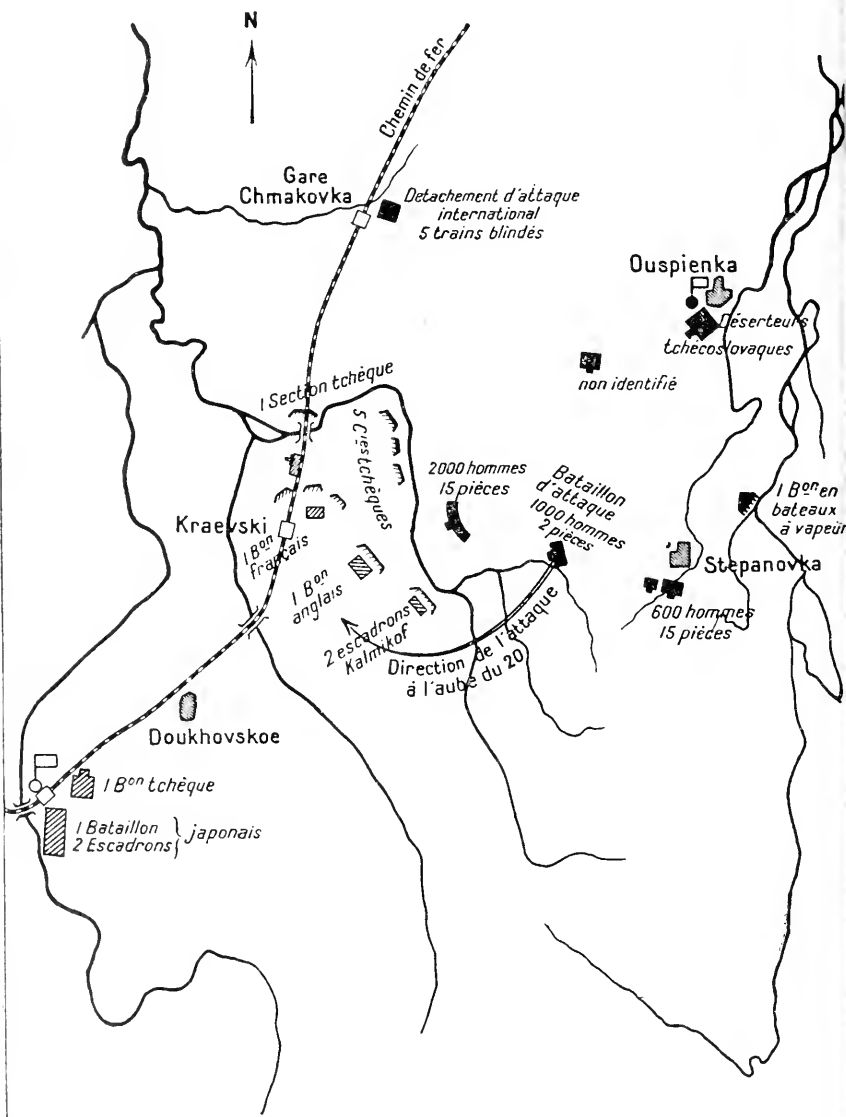 N
Chemin de fer
Gare
Chmakovka
Détachement d'attaque
international
5 trains blindés
Ouspienka
Déserteurs
tchécoslovaques
non identifié
1 Section tchèque
5 Cies tchèques
2000 hommes
15 pièces
Bataillon
d'attaque
1000 hommes
2 pièces
1 Bon en
bateaux
à vapeur
Kraevski
1 Bon
français
Stepanovka
1 Bon
anglais
600 hommes
15 pièces
2 escadrons
Kalmikof
Direction de l'attaque
à l'aube du 20
Doukhovskoe
1 Bon tchèque
1 Bataillon
2 Escadrons } japonais